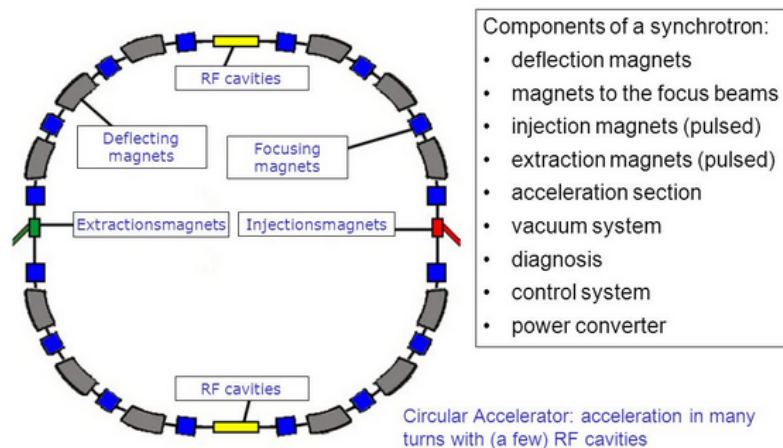 RF cavities
Deflecting
magnets
Focusing
magnets
Extractionsmagnets
Injectionsmagnets
RF cavities
Components of a synchrotron:
• deflection magnets
• magnets to the focus beams
• injection magnets (pulsed)
• extraction magnets (pulsed)
• acceleration section
• vacuum system
• diagnosis
• control system
• power converter
Circular Accelerator: acceleration in many
turns with (a few) RF cavities